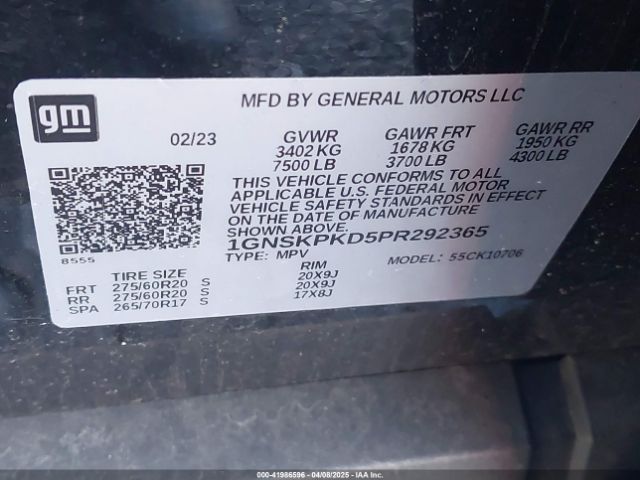 gm
MFD BY GENERAL MOTORS LLC
02/23
GVWR
3402 KG
7500 LB
GAWR FRT
1678 KG
3700 LB
GAWR RR
1950 KG
4300 LB
THIS VEHICLE CONFORMS TO ALL
APPLICABLE U.S. FEDERAL MOTOR
VEHICLE SAFETY STANDARDS IN EFFECT
ON THE DATE OF MANUFACTURE
SHOWN ABOVE.
1GNSKPKD5PR292365
TYPE: MPV
MODEL: 55CK10706
8555
TIRE SIZE RIM
FRT 275/60R20 S 20X9J
RR 275/60R20 S 20X9J
SPA 265/70R17 S 17X8J
000-41986596 - 04/08/2025 - IAA Inc.